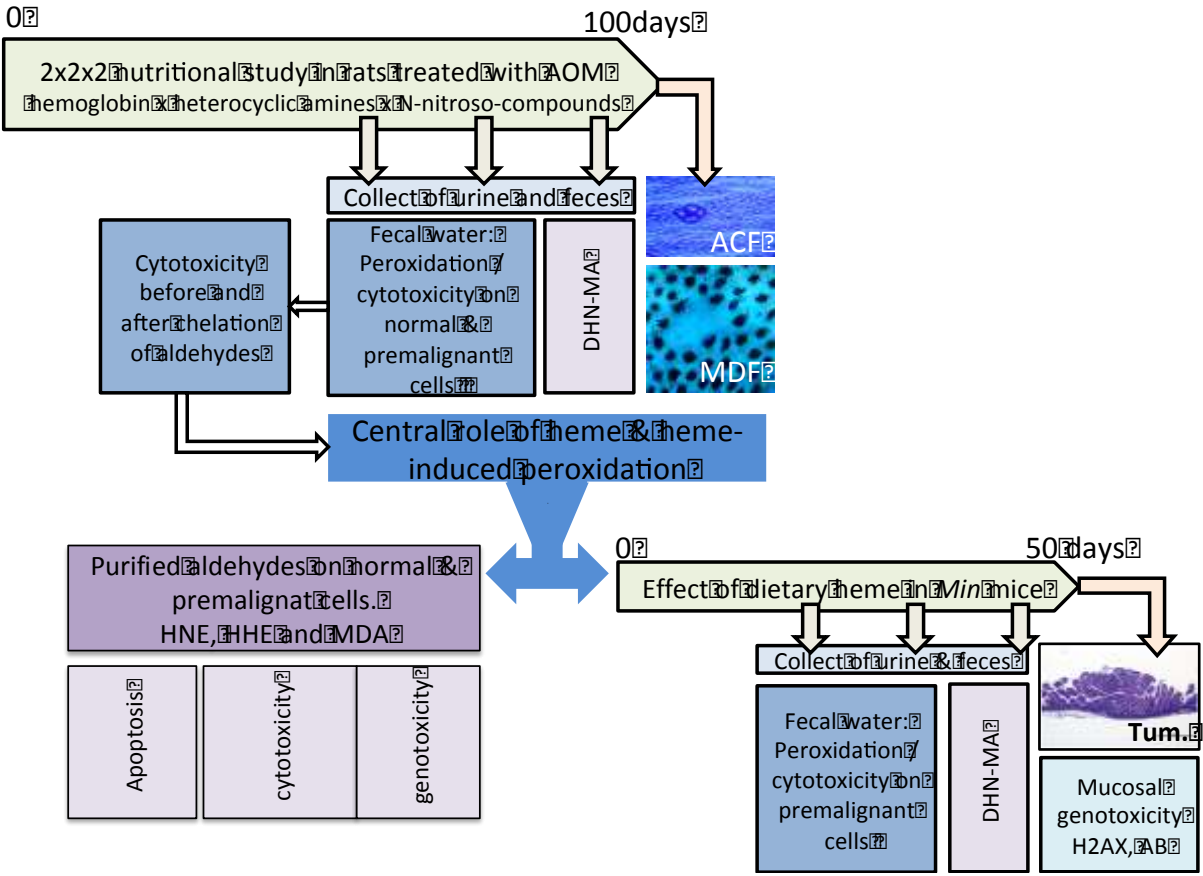 0
100days
2x2x2 nutritional study in rats treated with AOM
hemoglobin x heterocyclic amines x N-nitroso-compounds
Collect of urine and feces
ACF
MDF
Cytotoxicity
before and
after chelation
of aldehydes
Fecal water:
Peroxidation /
cytotoxicity on
normal &
premalignant
cells
DHN-MA
Central role of heme & heme-
induced peroxidation
Purified aldehydes on normal &
premalignat cells.
HNE, HHE and MDA
Apoptosis
cytotoxicity
genotoxicity
0
50 days
Effect of dietary heme in Min mice
Collect of urine & feces
Fecal water:
Peroxidation /
cytotoxicity on
premalignant
cells
DHN-MA
Tum.
Mucosal
genotoxicity
H2AX, AB